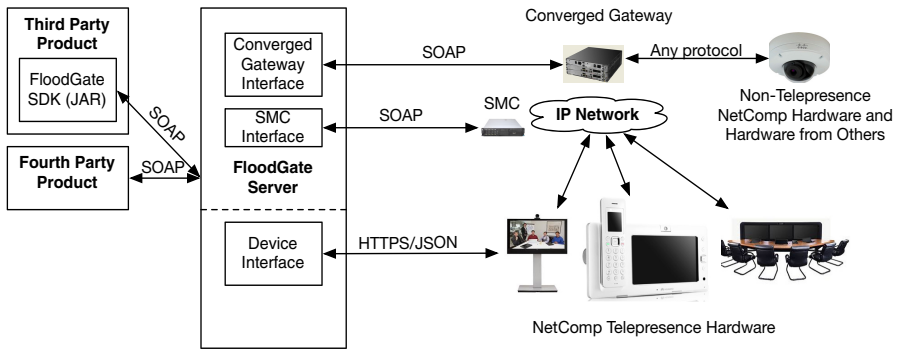 Third Party
Product
FloodGate
SDK (JAR)
SOAP
Fourth Party
Product
SOAP
Converged
Gateway
Interface
SMC
Interface
FloodGate
Server
Device
Interface
SOAP
SOAP
HTTPS/JSON
Converged Gateway
Any protocol
SMC
IP Network
Non-Telepresence
NetComp Hardware and
Hardware from Others
NetComp Telepresence Hardware